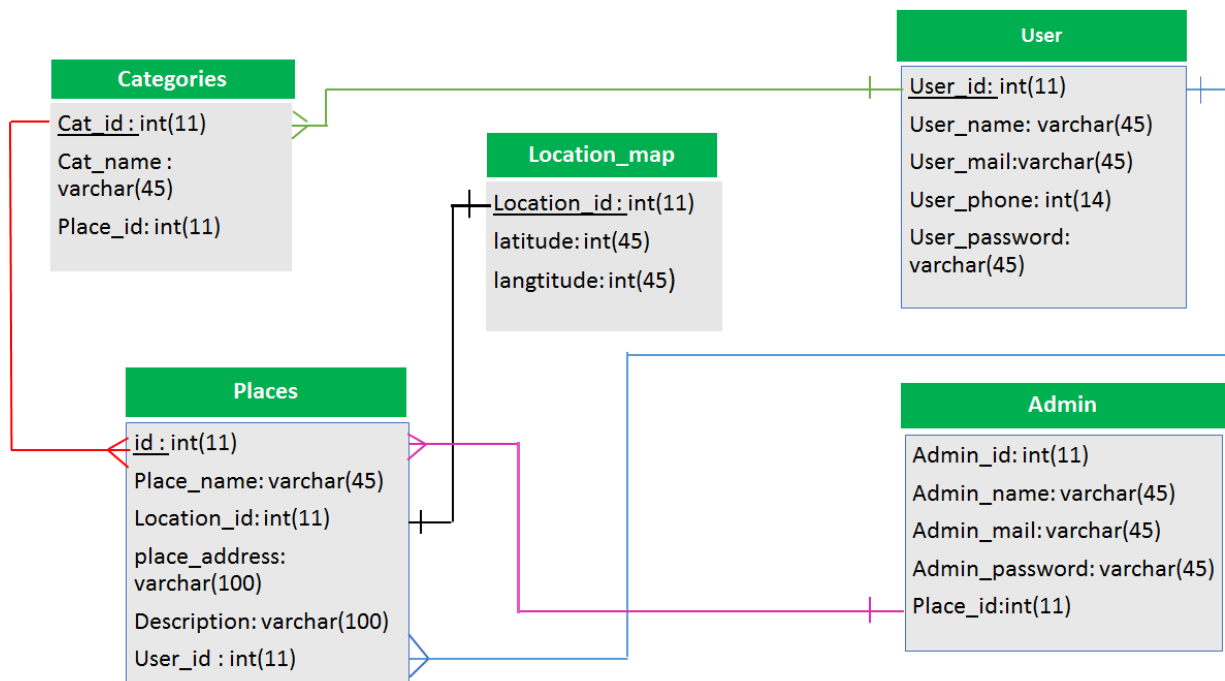 Categories
Cat_id : int(11)
Cat_name :
varchar(45)
Place_id: int(11)
Location_map
Location_id : int(11)
latitude: int(45)
langtitude: int(45)
User
User_id: int(11)
User_name: varchar(45)
User_mail:varchar(45)
User_phone: int(14)
User_password:
varchar(45)
Places
id : int(11)
Place_name: varchar(45)
Location_id: int(11)
place_address:
varchar(100)
Description: varchar(100)
User_id : int(11)
Admin
Admin_id: int(11)
Admin_name: varchar(45)
Admin_mail: varchar(45)
Admin_password: varchar(45)
Place_id:int(11)